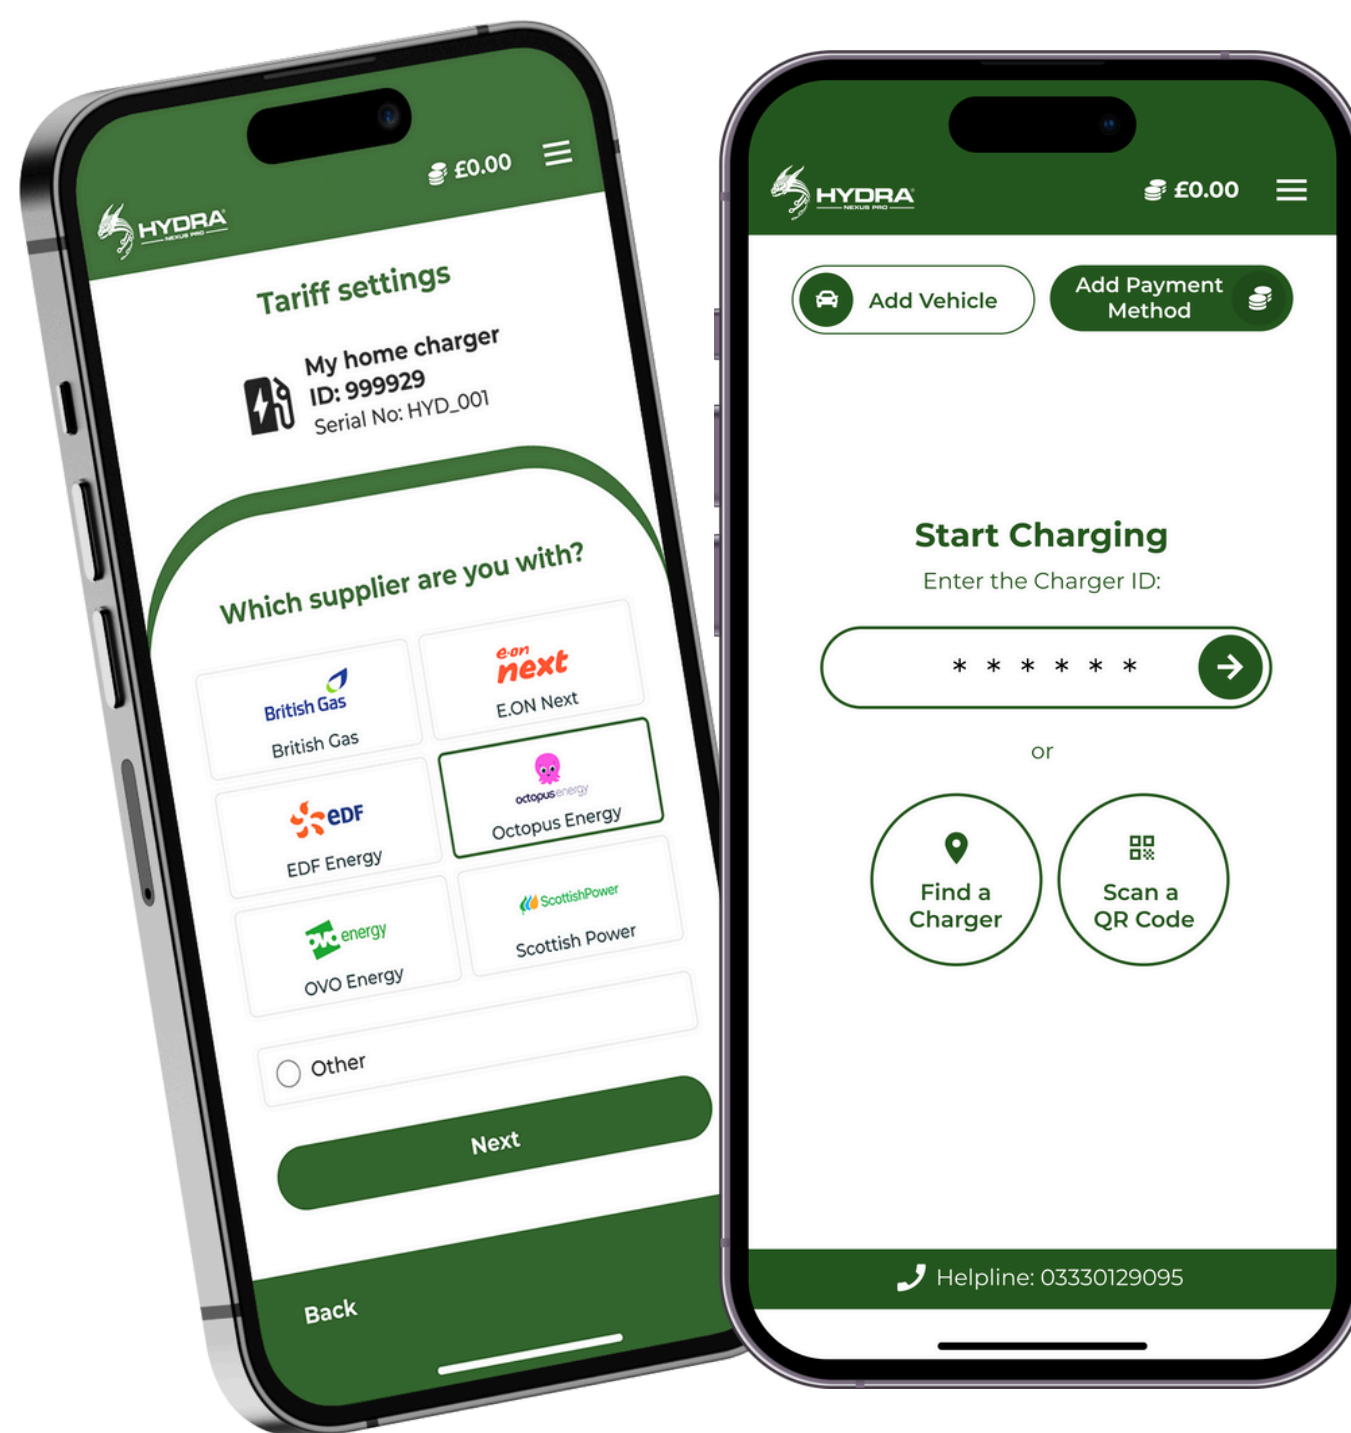 £0.00
HYDRA
NEXUS PRO
Tariff settings
My home charger
ID: 999929
Serial No: HYD_001
Which supplier are you with?
British Gas
British Gas
e·on
next
E.ON Next
eDF
EDF Energy
octopusenergy
Octopus Energy
ovo energy
OVO Energy
ScottishPower
Scottish Power
Other
Next
Back
HYDRA
NEXUS PRO
£0.00
Add Vehicle
Add Payment
Method
Start Charging
Enter the Charger ID:
* * * * * *
or
Find a
Charger
Scan a
QR Code
Helpline: 03330129095